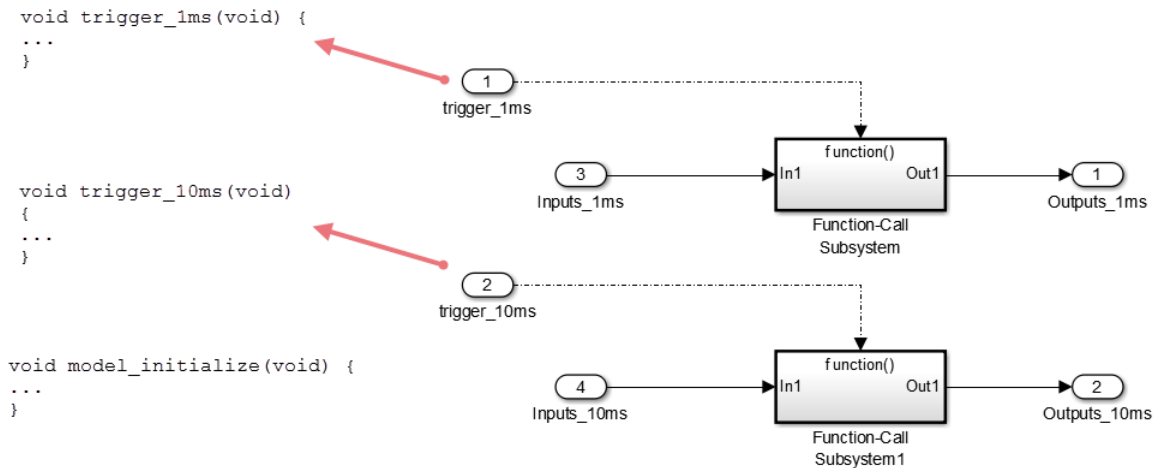 void trigger_1ms(void) {
...
}
1
trigger_1ms
function()
In1
Out1
3
Inputs_1ms
1
Outputs_1ms
Function-Call
Subsystem
void trigger_10ms(void)
{
...
}
2
trigger_10ms
function()
In1
Out1
4
Inputs_10ms
2
Outputs_10ms
Function-Call
Subsystem1
void model_initialize(void) {
...
}